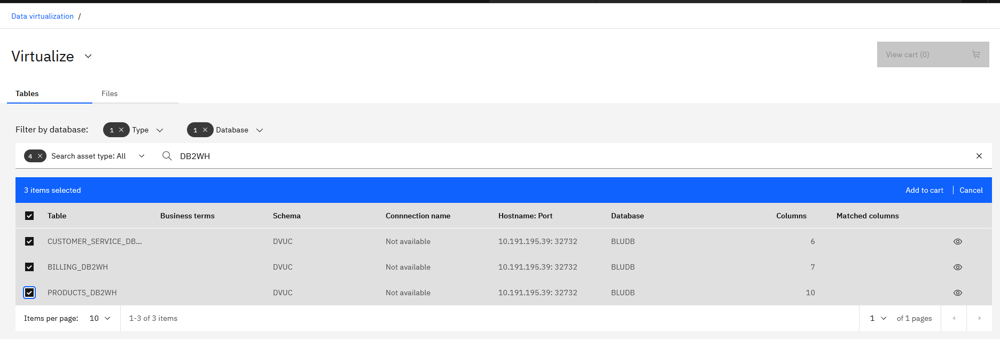 Data virtualization /
Virtualize
View cart (0)
Tables Files
Filter by database: 1 Type 1 Database
4 Search asset type: All DB2WH
3 items selected Add to cart Cancel
Table Business terms Schema Connnection name Hostname: Port Database Columns Matched columns
CUSTOMER_SERVICE_DB... DVUC Not available 10.191.195.39: 32732 BLUDB 6
BILLING_DB2WH DVUC Not available 10.191.195.39: 32732 BLUDB 7
PRODUCTS_DB2WH DVUC Not available 10.191.195.39: 32732 BLUDB 10
Items per page: 10 1-3 of 3 items 1 of 1 pages